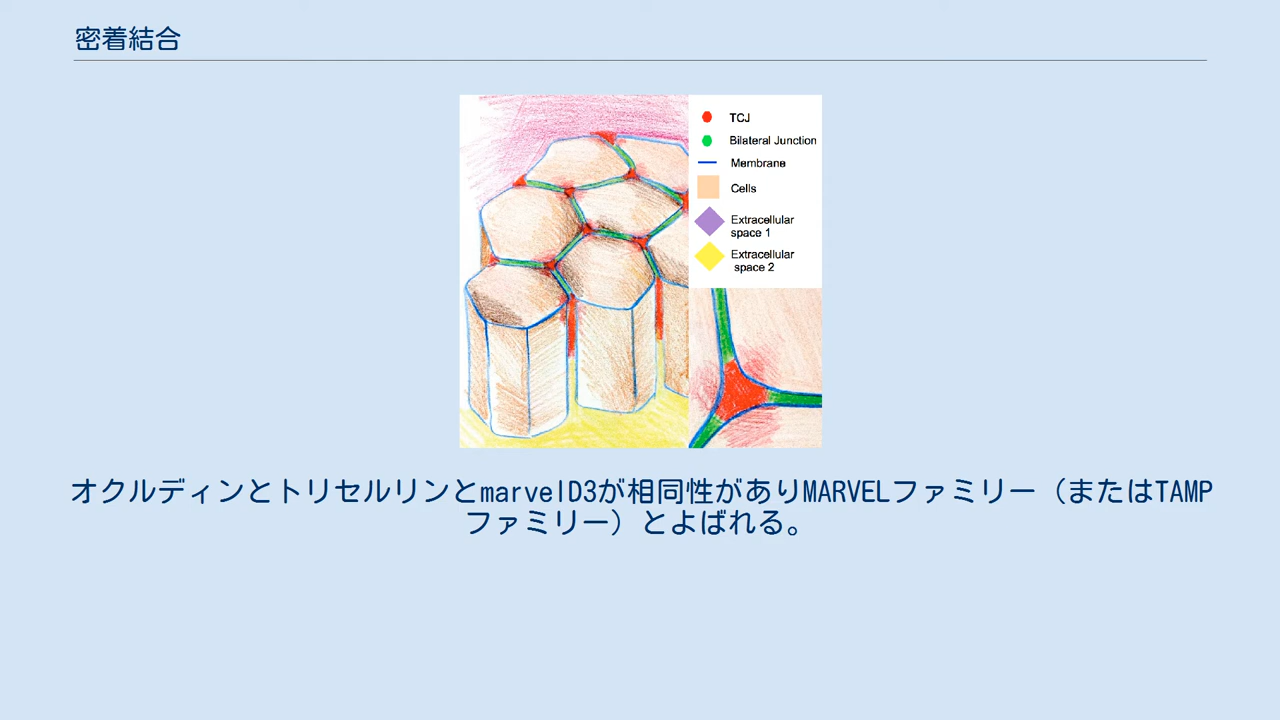 密着結合
TCJ
Bilateral Junction
Membrane
Cells
Extracellular
space 1
Extracellular
space 2
オクルディンとトリセルリンとmarvelD3が相同性がありMARVELファミリー（またはTAMP
ファミリー）とよばれる。